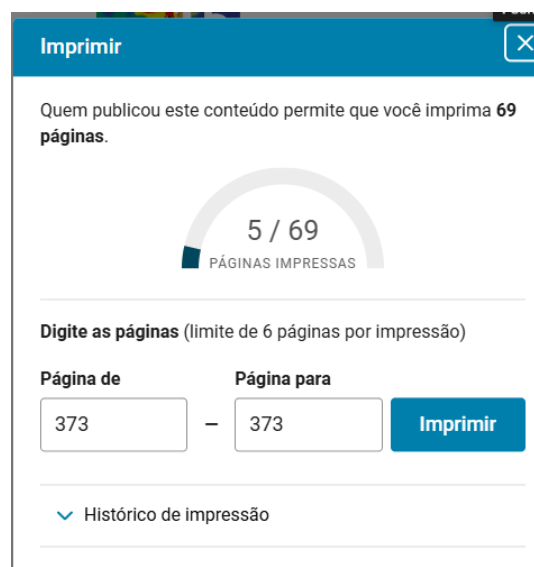 Imprimir
Quem publicou este conteúdo permite que você imprima 69
páginas.
5 / 69
PÁGINAS IMPRESSAS
Digite as páginas (limite de 6 páginas por impressão)
Página de Página para
373 – 373 Imprimir
Histórico de impressão